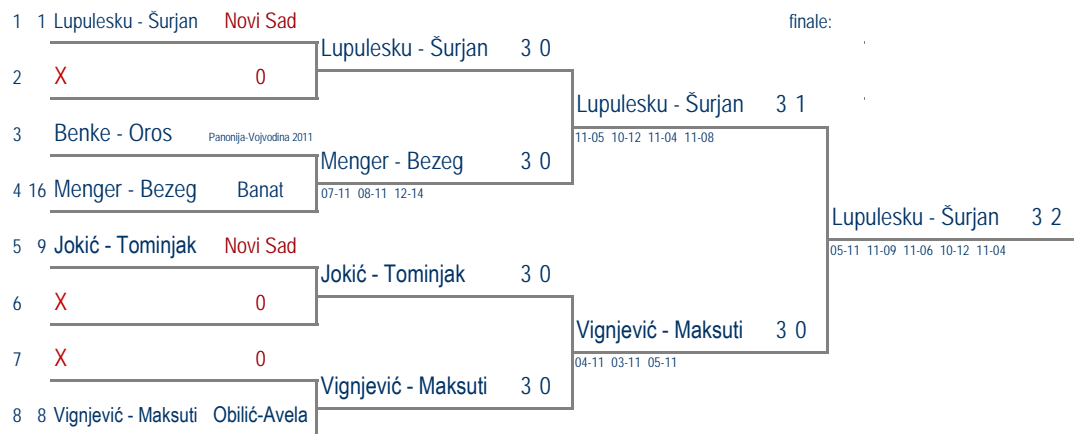 1 1 Lupulesku - Šurjan Novi Sad finale:
Lupulesku - Šurjan 3 0
2 X 0
Lupulesku - Šurjan 3 1
3 Benke - Oros Panonija-Vojvodina 2011
11-05 10-12 11-04 11-08
Menger - Bezeg 3 0
4 16 Menger - Bezeg Banat
07-11 08-11 12-14
Lupulesku - Šurjan 3 2
5 9 Jokić - Tominjak Novi Sad
05-11 11-09 11-06 10-12 11-04
Jokić - Tominjak 3 0
6 X 0
Vignjević - Maksuti 3 0
7 X 0
04-11 03-11 05-11
Vignjević - Maksuti 3 0
8 8 Vignjević - Maksuti Obilić-Avela